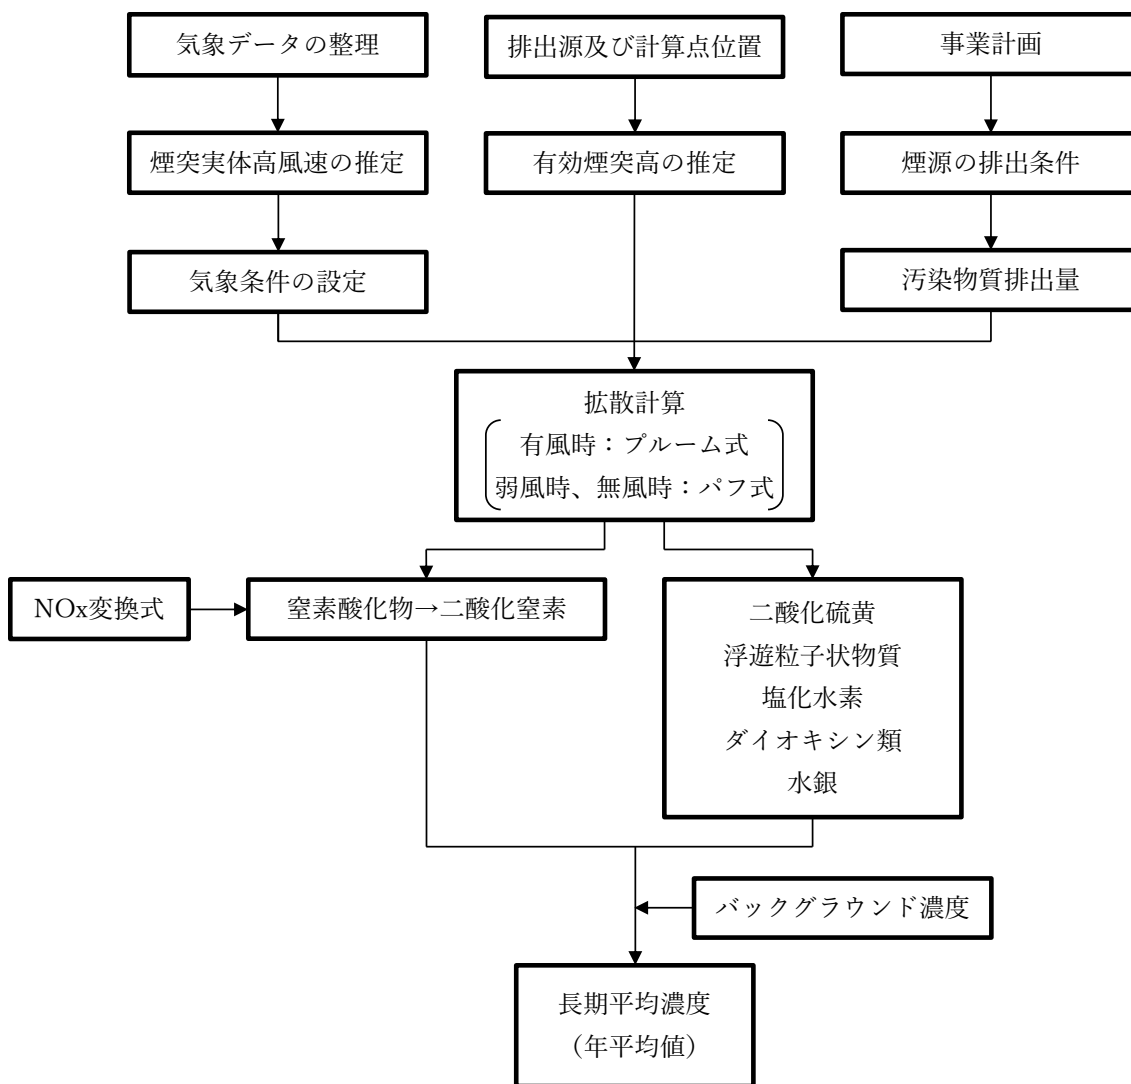 気象データの整理
排出源及び計算点位置
事業計画
煙突実体高風速の推定
有効煙突高の推定
煙源の排出条件
気象条件の設定
汚染物質排出量
拡散計算
有風時：プルーム式
弱風時、無風時：パフ式
NOx変換式
窒素酸化物→二酸化窒素
二酸化硫黄
浮遊粒子状物質
塩化水素
ダイオキシン類
水銀
バックグラウンド濃度
長期平均濃度
（年平均値）